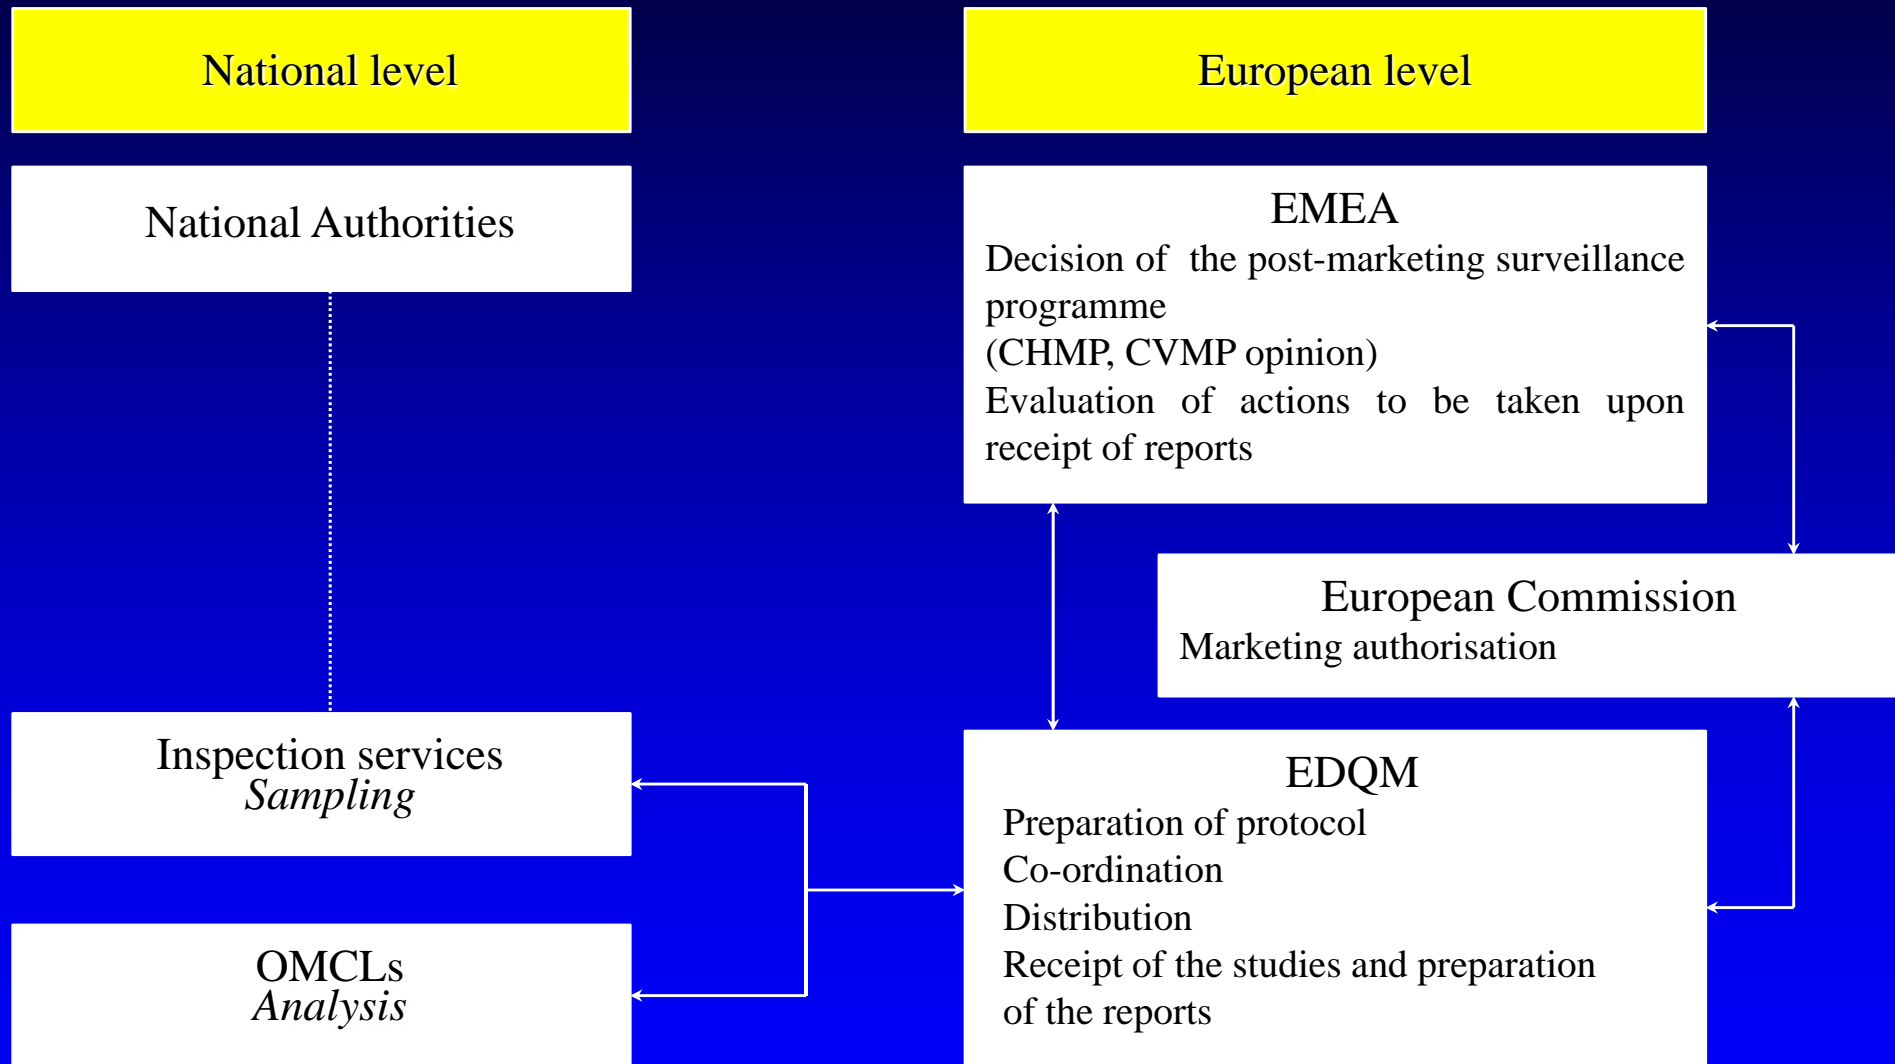 National level
European level
National Authorities
EMEA
Decision of the post-marketing surveillance
programme
(CHMP, CVMP opinion)
Evaluation of actions to be taken upon
receipt of reports
European Commission
Marketing authorisation
Inspection services
Sampling
EDQM
Preparation of protocol
Co-ordination
Distribution
Receipt of the studies and preparation
of the reports
OMCLs
Analysis